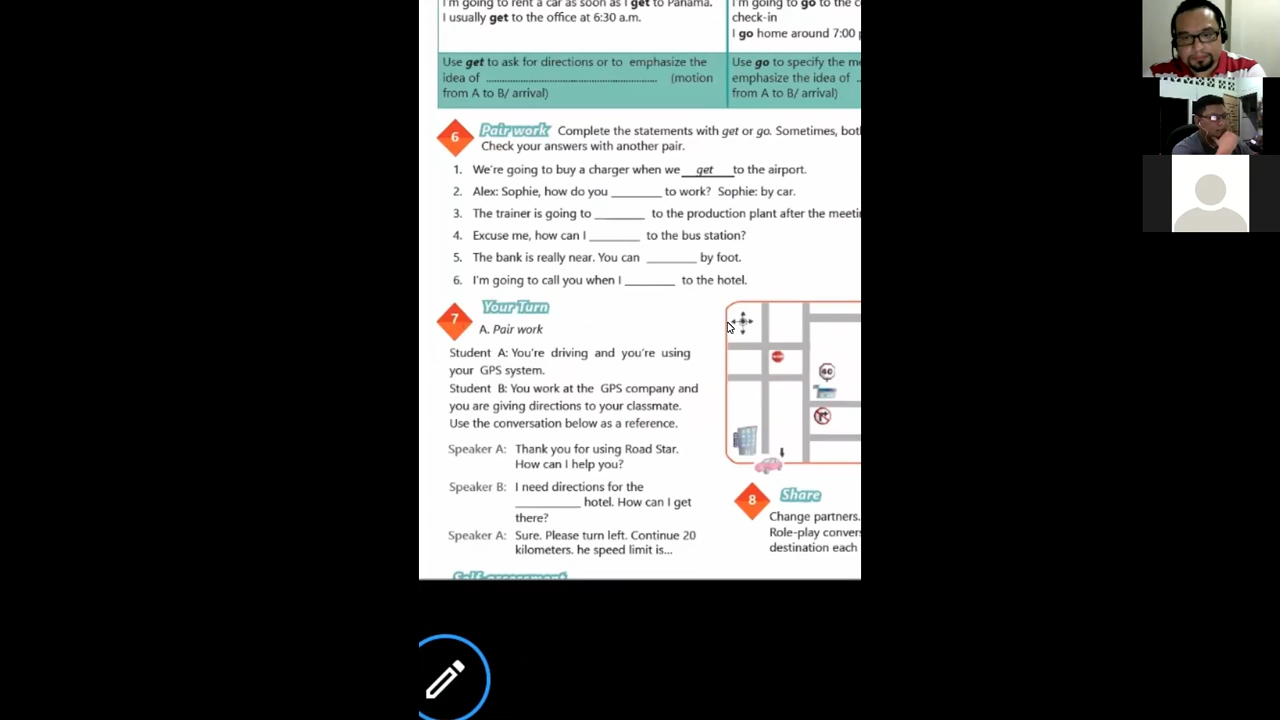 I'm going to rent a car as soon as I get to Panama.
I usually get to the office at 6:30 a.m.
I'm going to go to the
check-in
I go home around 7:00
Use get to ask for directions or to emphasize the
idea of ........................................................ (motion
from A to B/ arrival)
Use go to specify the
emphasize the idea of
from A to B/ arrival)
6
Pair work Complete the statements with get or go. Sometimes,
Check your answers with another pair.
1. We're going to buy a charger when we __get__ to the airport.
2. Alex: Sophie, how do you ________ to work? Sophie: by car.
3. The trainer is going to ________ to the production plant after the
4. Excuse me, how can I ________ to the bus station?
5. The bank is really near. You can ________ by foot.
6. I'm going to call you when I ________ to the hotel.
7
Your Turn
A. Pair work
Student A: You're driving and you're using
your GPS system.
Student B: You work at the GPS company and
you are giving directions to your classmate.
Use the conversation below as a reference.
Speaker A: Thank you for using Road Star.
How can I help you?
Speaker B: I need directions for the
__________ hotel. How can I get
there?
Speaker A: Sure. Please turn left. Continue 20
kilometers. he speed limit is...
60
8
Share
Change partners.
Role-play
destination each
Self-assessment